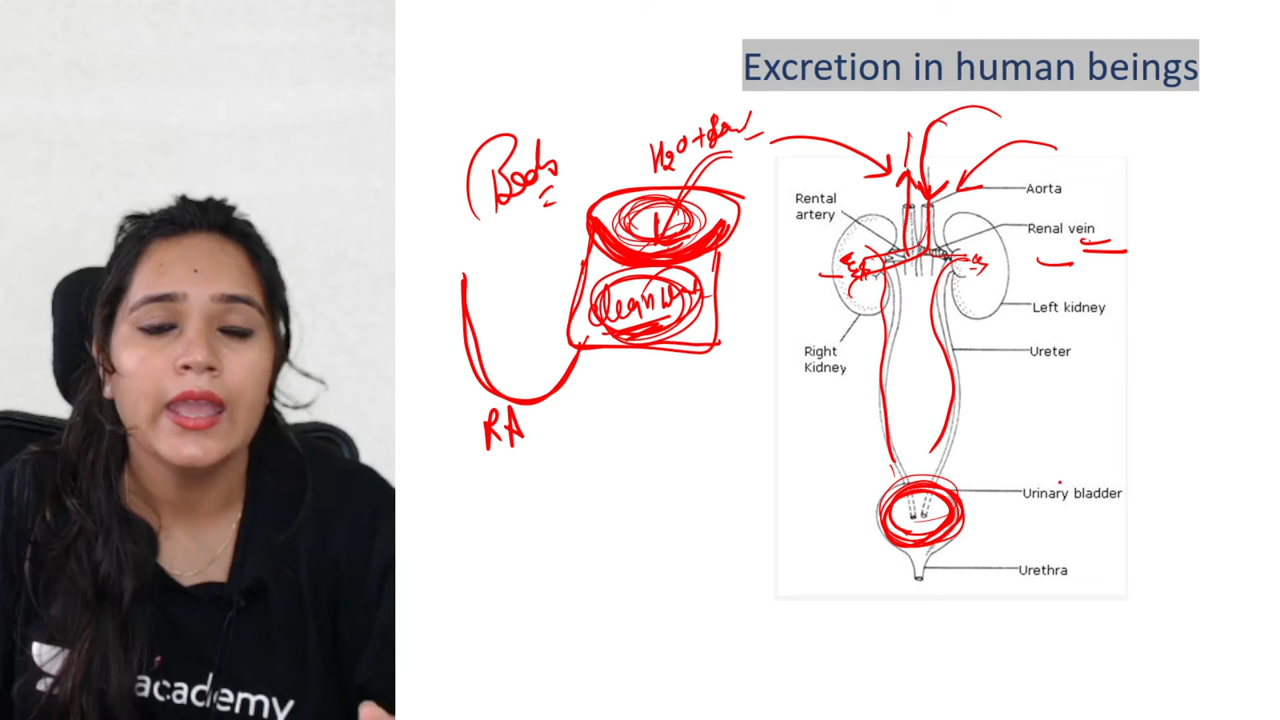 Excretion in human beings
H₂O +
Rental
artery
Aorta
Renal vein
Left kidney
Right
Kidney
Ureter
RA
Urinary bladder
Urethra
academy